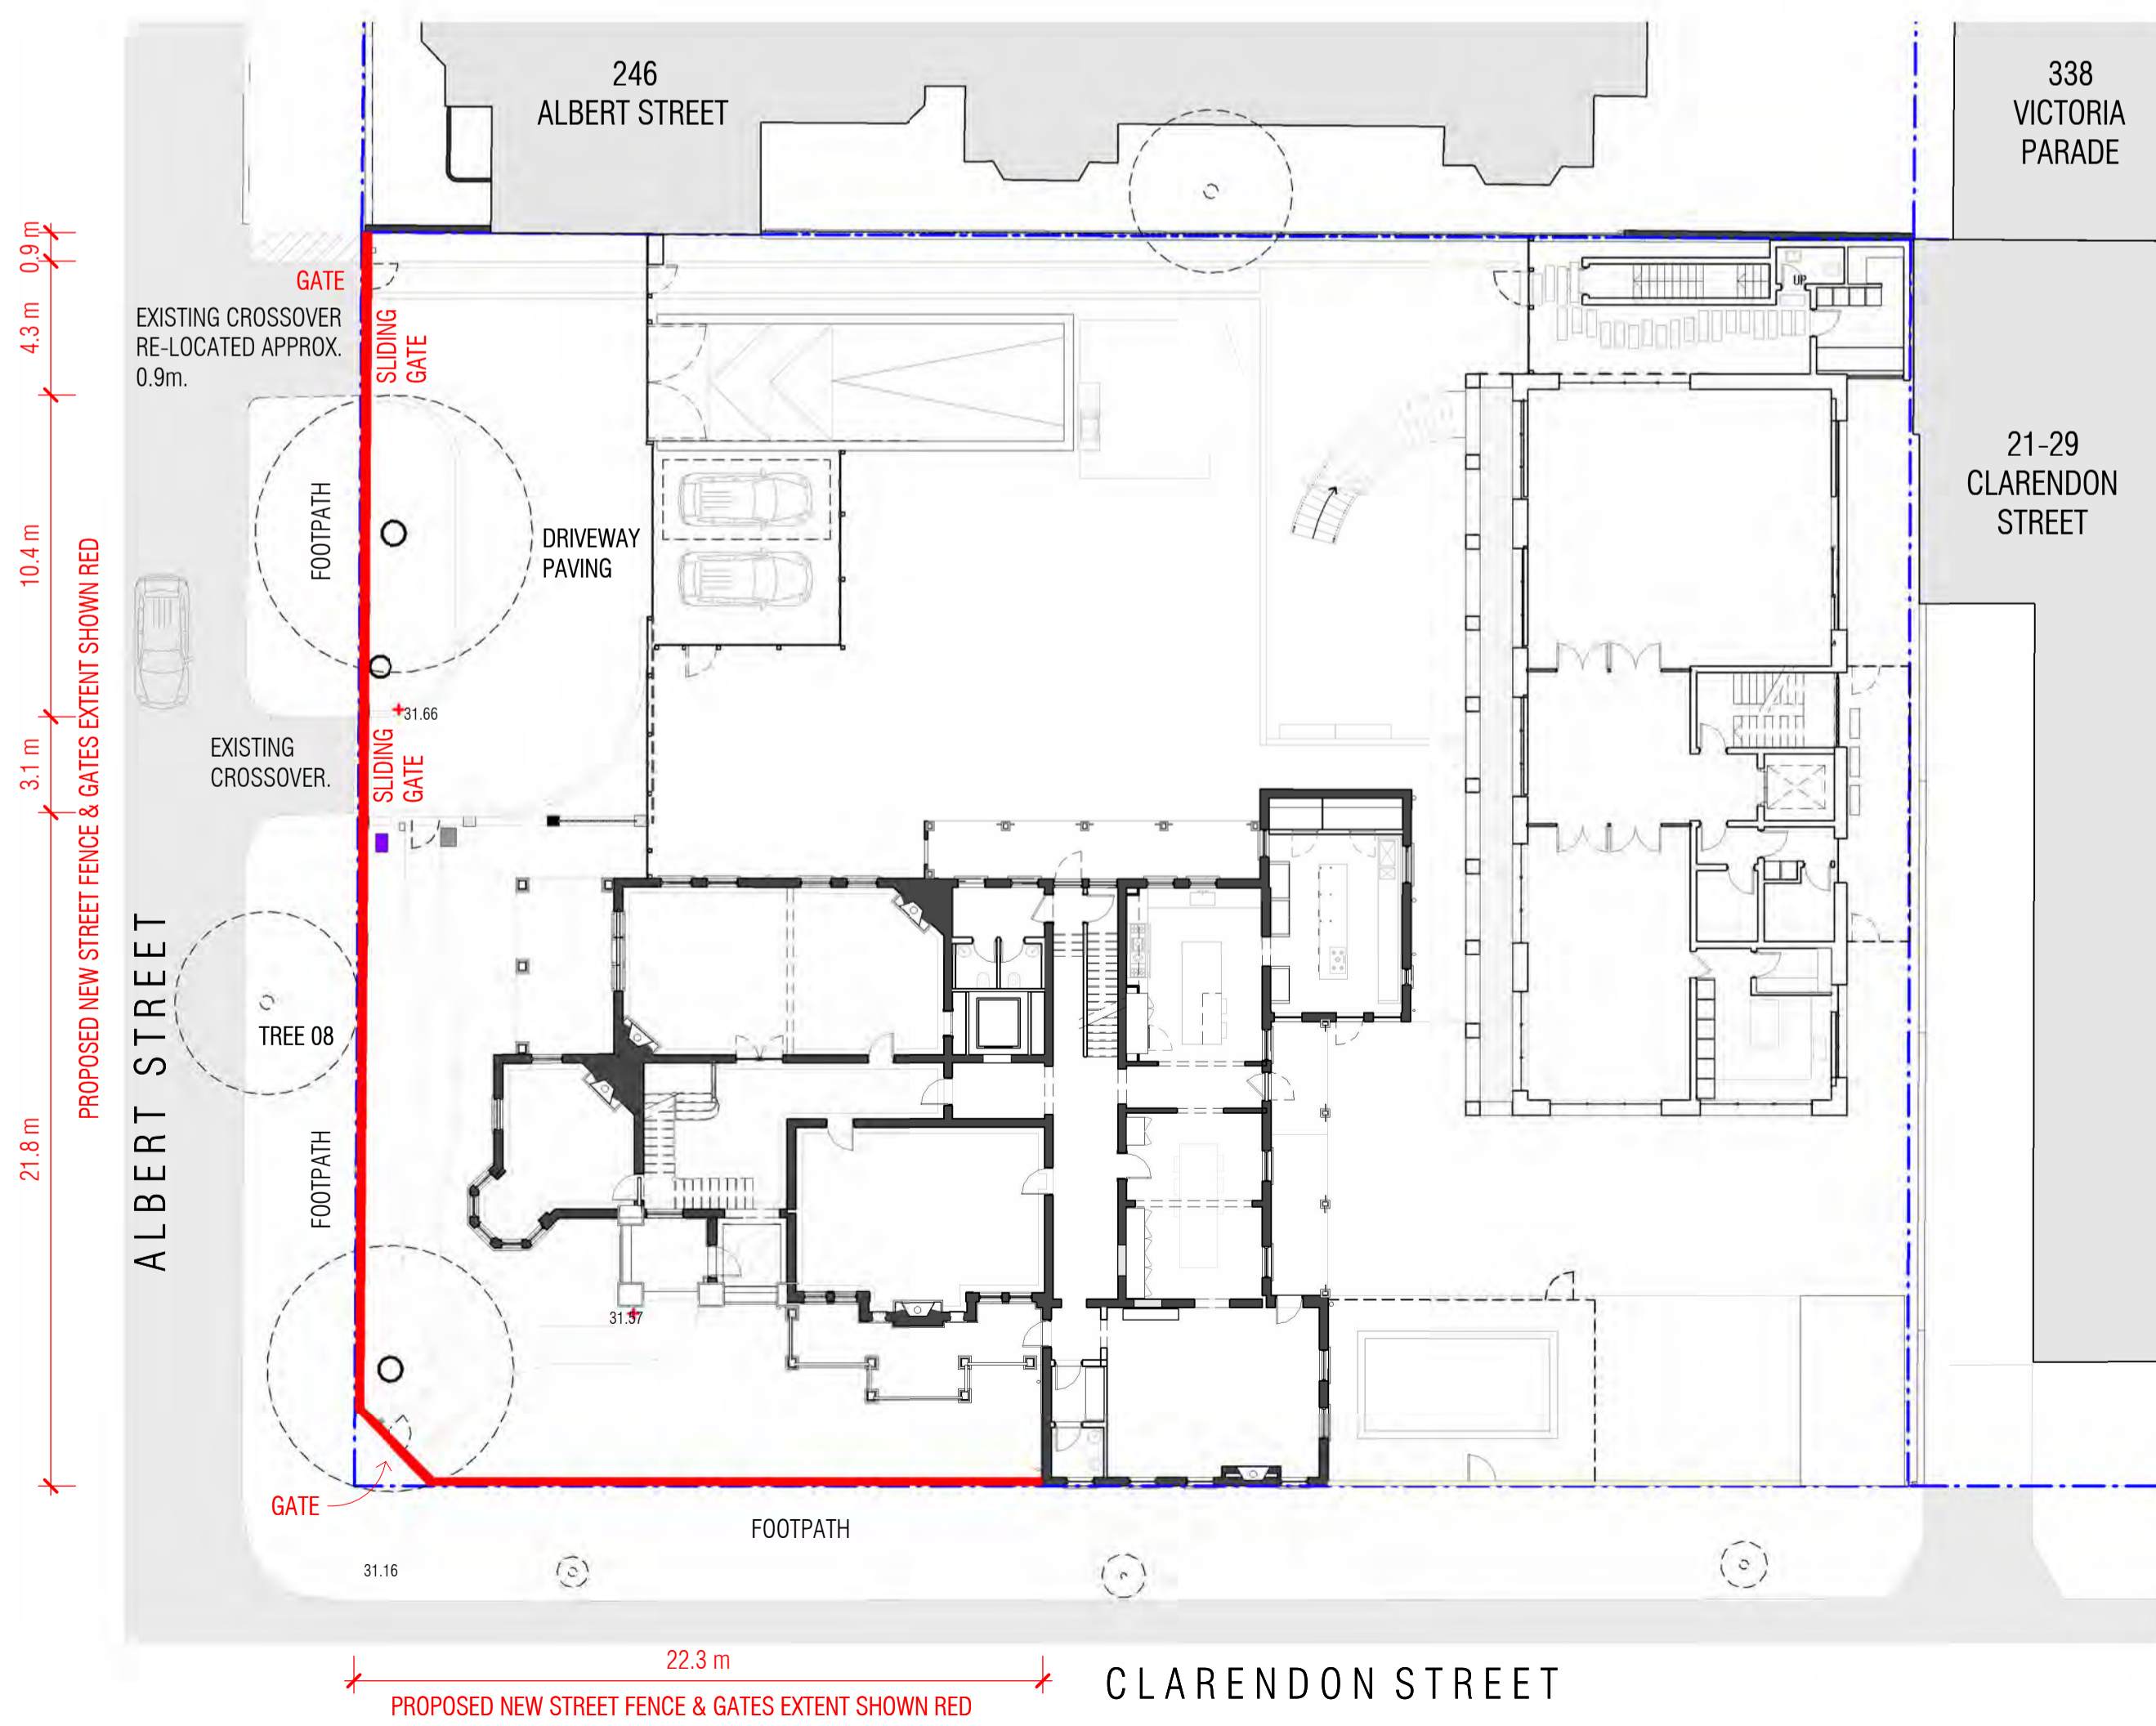 246
ALBERT STREET
338
VICTORIA
PARADE
0.9 m
GATE
EXISTING CROSSOVER
RE-LOCATED APPROX.
0.9m.
4.3 m
SLIDING
GATE
UP
21-29
CLARENDON
STREET
FOOTPATH
DRIVEWAY
PAVING
10.4 m
PROPOSED NEW STREET FENCE & GATES EXTENT SHOWN RED
31.66
EXISTING
CROSSOVER.
3.1 m
SLIDING
GATE
ALBERT STREET
TREE 08
FOOTPATH
21.8 m
31.37
GATE
FOOTPATH
31.16
22.3 m
CLARENDON STREET
PROPOSED NEW STREET FENCE & GATES EXTENT SHOWN RED